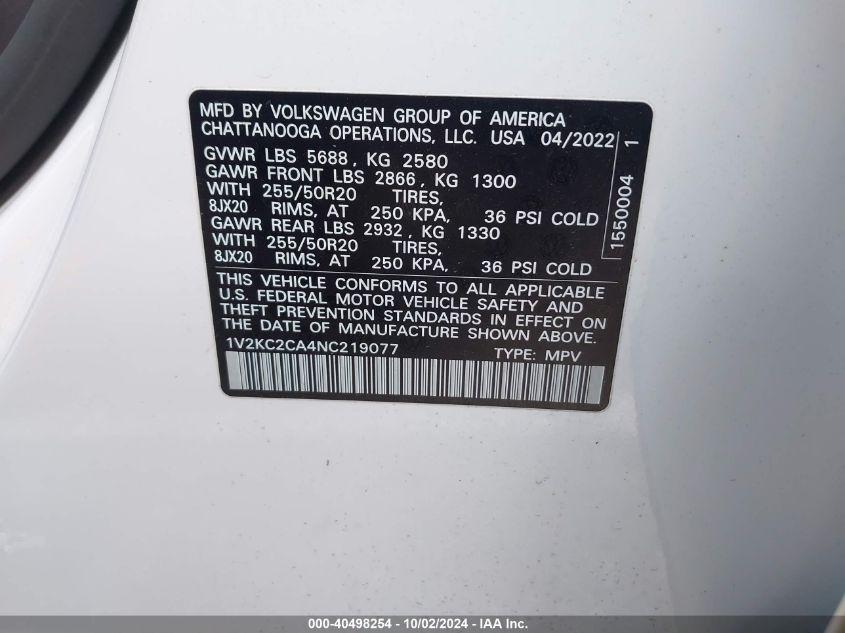 MFD BY VOLKSWAGEN GROUP OF AMERICA
CHATTANOOGA OPERATIONS, LLC. USA 04/2022
GVWR LBS 5688, KG 2580
GAWR FRONT LBS 2866, KG 1300
WITH 255/50R20 TIRES,
8JX20 RIMS, AT 250 KPA, 36 PSI COLD
GAWR REAR LBS 2932, KG 1330
WITH 255/50R20 TIRES,
8JX20 RIMS, AT 250 KPA, 36 PSI COLD
THIS VEHICLE CONFORMS TO ALL APPLICABLE
U.S. FEDERAL MOTOR VEHICLE SAFETY AND
THEFT PREVENTION STANDARDS IN EFFECT ON
THE DATE OF MANUFACTURE SHOWN ABOVE.
1V2KC2CA4NC219077 TYPE: MPV
1550004 1
000-40498254 - 10/02/2024 - IAA Inc.